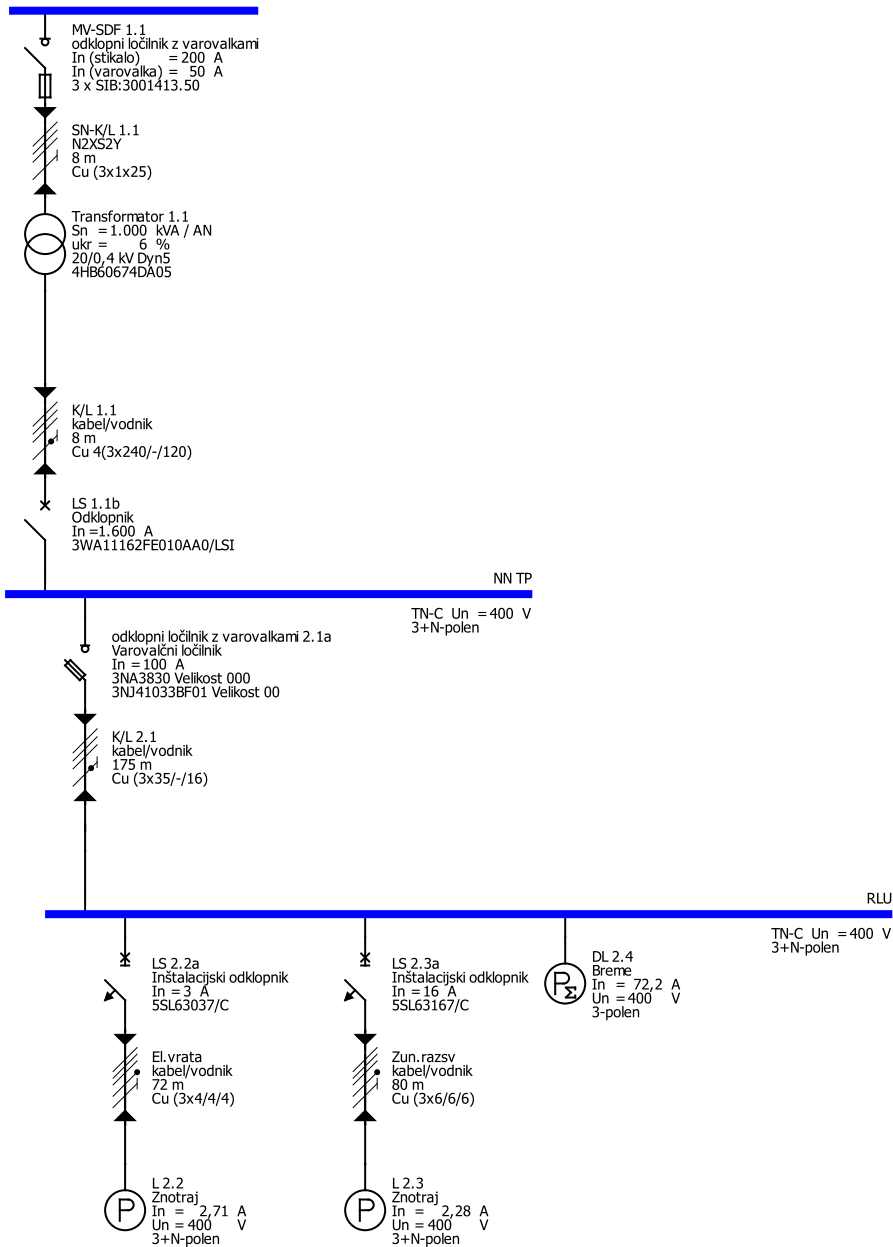 MV-SDF 1.1
odklopni ločilnik z varovalkami
In (stikalo) = 200 A
In (varovalka) = 50 A
3 x SIB:3001413.50
SN-K/L 1.1
N2XS2Y
8 m
Cu (3x1x25)
Transformator 1.1
Sn = 1.000 kVA / AN
ukr = 6 %
20/0,4 kV Dyn5
4HB60674DA05
K/L 1.1
kabel/vodnik
8 m
Cu 4(3x240/-/120)
LS 1.1b
Odklopnik
In =1.600 A
3WA11162FE010AA0/LSI
NN TP
TN-C Un = 400 V
3+N-polen
odklopni ločilnik z varovalkami 2.1a
Varovalčni ločilnik
In = 100 A
3NA3830 Velikost 000
3NJ41033BF01 Velikost 00
K/L 2.1
kabel/vodnik
175 m
Cu (3x35/-/16)
RLU
TN-C Un = 400 V
3+N-polen
LS 2.2a
Inštalacijski odklopnik
In = 3 A
5SL63037/C
El.vrata
kabel/vodnik
72 m
Cu (3x4/4/4)
P
L 2.2
Znotraj
In = 2,71 A
Un = 400 V
3+N-polen
LS 2.3a
Inštalacijski odklopnik
In = 16 A
5SL63167/C
Zun.razsv
kabel/vodnik
80 m
Cu (3x6/6/6)
P
L 2.3
Znotraj
In = 2,28 A
Un = 400 V
3+N-polen
PΣ
DL 2.4
Breme
In = 72,2 A
Un = 400 V
3-polen